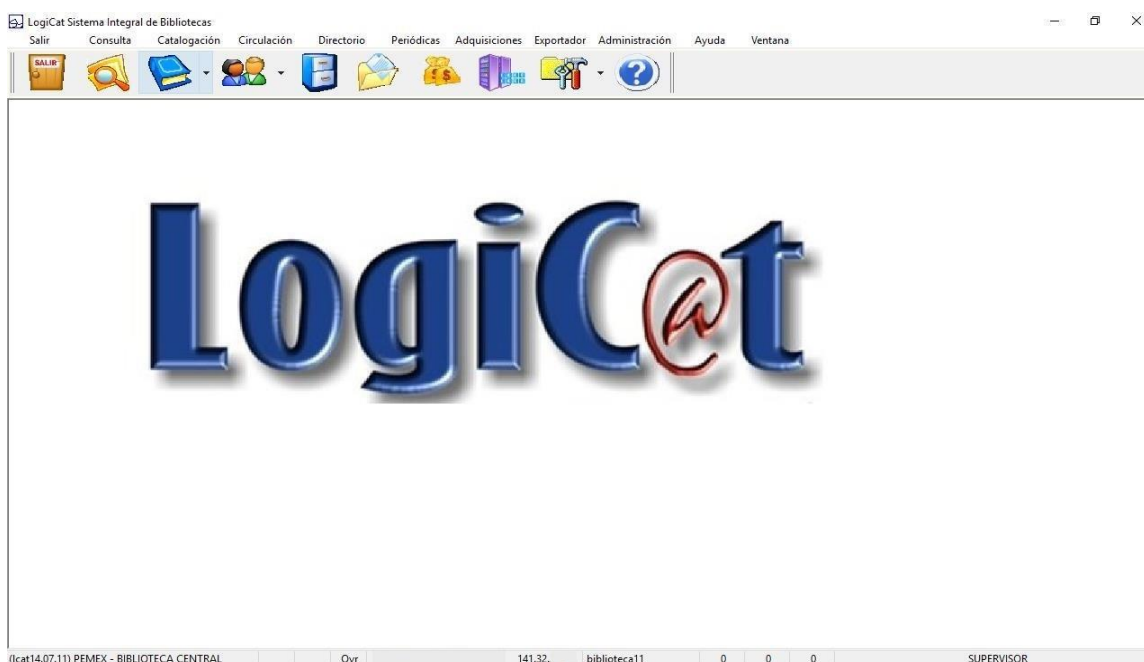 LogiCat Sistema Integral de Bibliotecas
Salir Consulta Catalogación Circulación Directorio Periódicas Adquisiciones Exportador Administración Ayuda Ventana
SALIR
LogiC@t
(lcat14.07.11) PEMEX - BIBLIOTECA CENTRAL Ovr 141.32. biblioteca11 0 0 0 SUPERVISOR